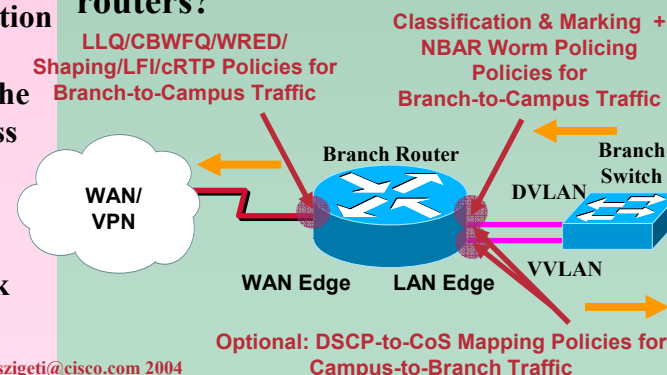 tion
he
ss
k
routers?
LLQ/CBWFQ/WRED/
Shaping/LFI/cRTP Policies for
Branch-to-Campus Traffic
Classification & Marking +
NBAR Worm Policing
Policies for
Branch-to-Campus Traffic
WAN/
VPN
Branch Router
Branch
Switch
DVLAN
VVLAN
WAN Edge
LAN Edge
Optional: DSCP-to-CoS Mapping Policies for
Campus-to-Branch Traffic
szigeti@cisco.com 2004